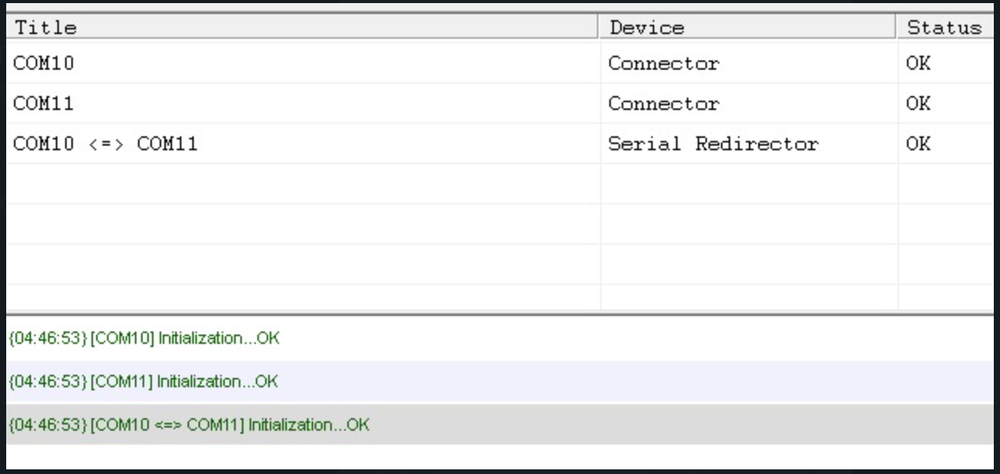 Title Device Status
COM10 Connector OK
COM11 Connector OK
COM10 <=> COM11 Serial Redirector OK
{04:46:53} [COM10] Initialization...OK
{04:46:53} [COM11] Initialization...OK
{04:46:53} [COM10 <=> COM11] Initialization...OK